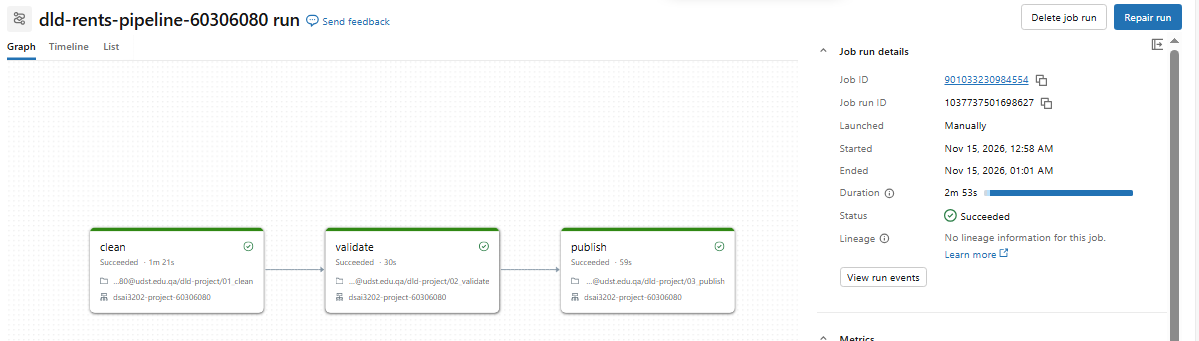 dld-rents-pipeline-60306080 run
Send feedback
Delete job run
Repair run
Graph
Timeline
List
Job run details
Job ID
901033230984554
Job run ID
1037737501698627
Launched
Manually
Started
Nov 15, 2026, 12:58 AM
Ended
Nov 15, 2026, 01:01 AM
Duration
2m 53s
Status
Succeeded
Lineage
No lineage information for this job.
Learn more
View run events
Metrics
clean
Succeeded · 1m 21s
...80@udst.edu.qa/dld-project/01_clean
dsai3202-project-60306080
validate
Succeeded · 30s
...@udst.edu.qa/dld-project/02_validate
dsai3202-project-60306080
publish
Succeeded · 59s
...@udst.edu.qa/dld-project/03_publish
dsai3202-project-60306080